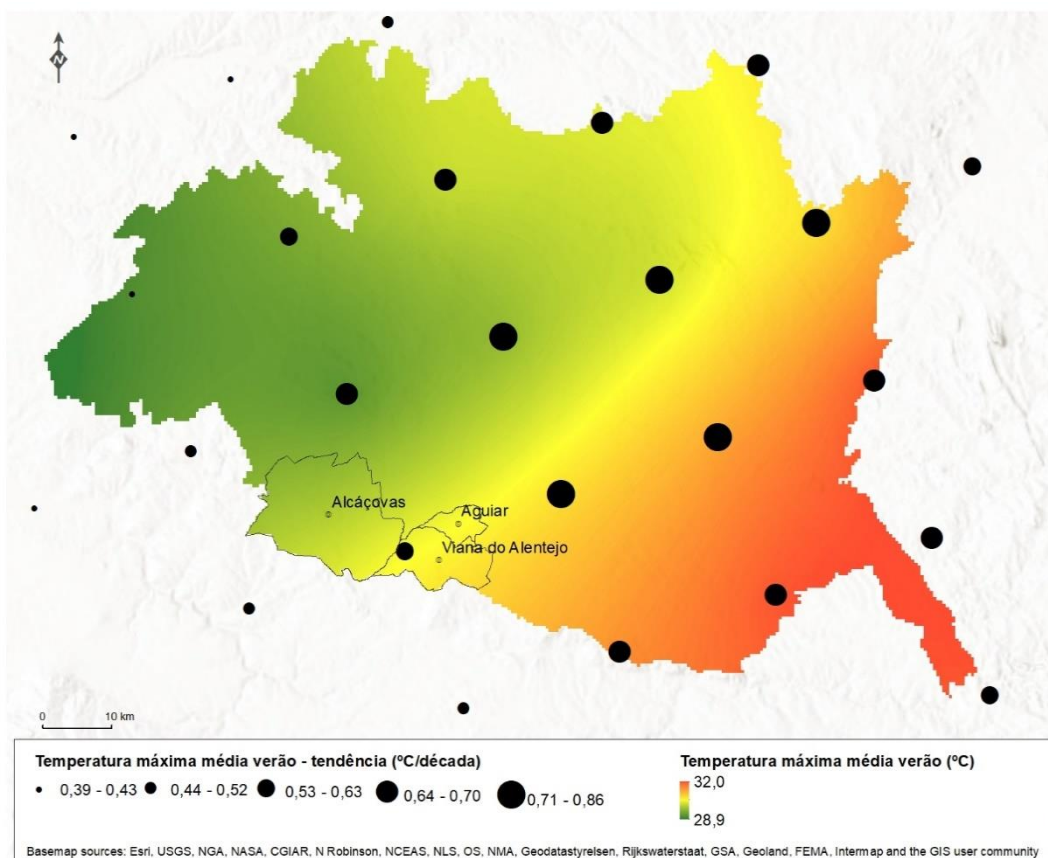 N
Alcáçovas
Aguiar
Viana do Alentejo
0 10 km
Temperatura máxima média verão - tendência (ºC/década)
0,39 - 0,43 0,44 - 0,52 0,53 - 0,63 0,64 - 0,70 0,71 - 0,86
Temperatura máxima média verão (ºC)
32,0
28,9
Basemap sources: Esri, USGS, NGA, NASA, CGIAR, N Robinson, NCEAS, NLS, OS, NMA, Geodatastyrelsen, Rijkswaterstaat, GSA, Geoland, FEMA, Intermap and the GIS user community